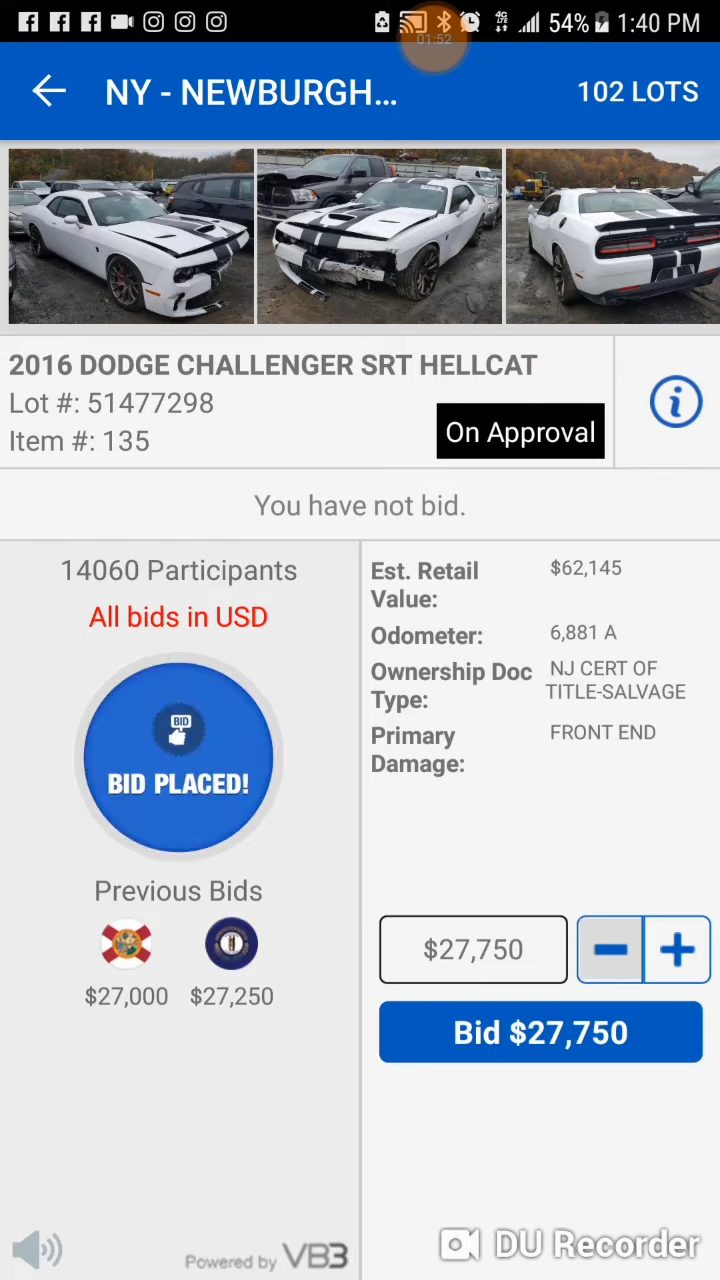 54% 1:40 PM
01:52
NY - NEWBURGH... 102 LOTS
2016 DODGE CHALLENGER SRT HELLCAT
Lot #: 51477298
Item #: 135
On Approval
You have not bid.
14060 Participants
All bids in USD
BID
BID PLACED!
Previous Bids
$27,000 $27,250
Est. Retail Value: $62,145
Odometer: 6,881 A
Ownership Doc Type: NJ CERT OF TITLE-SALVAGE
Primary Damage: FRONT END
$27,750
Bid $27,750
Powered by VB3
DU Recorder